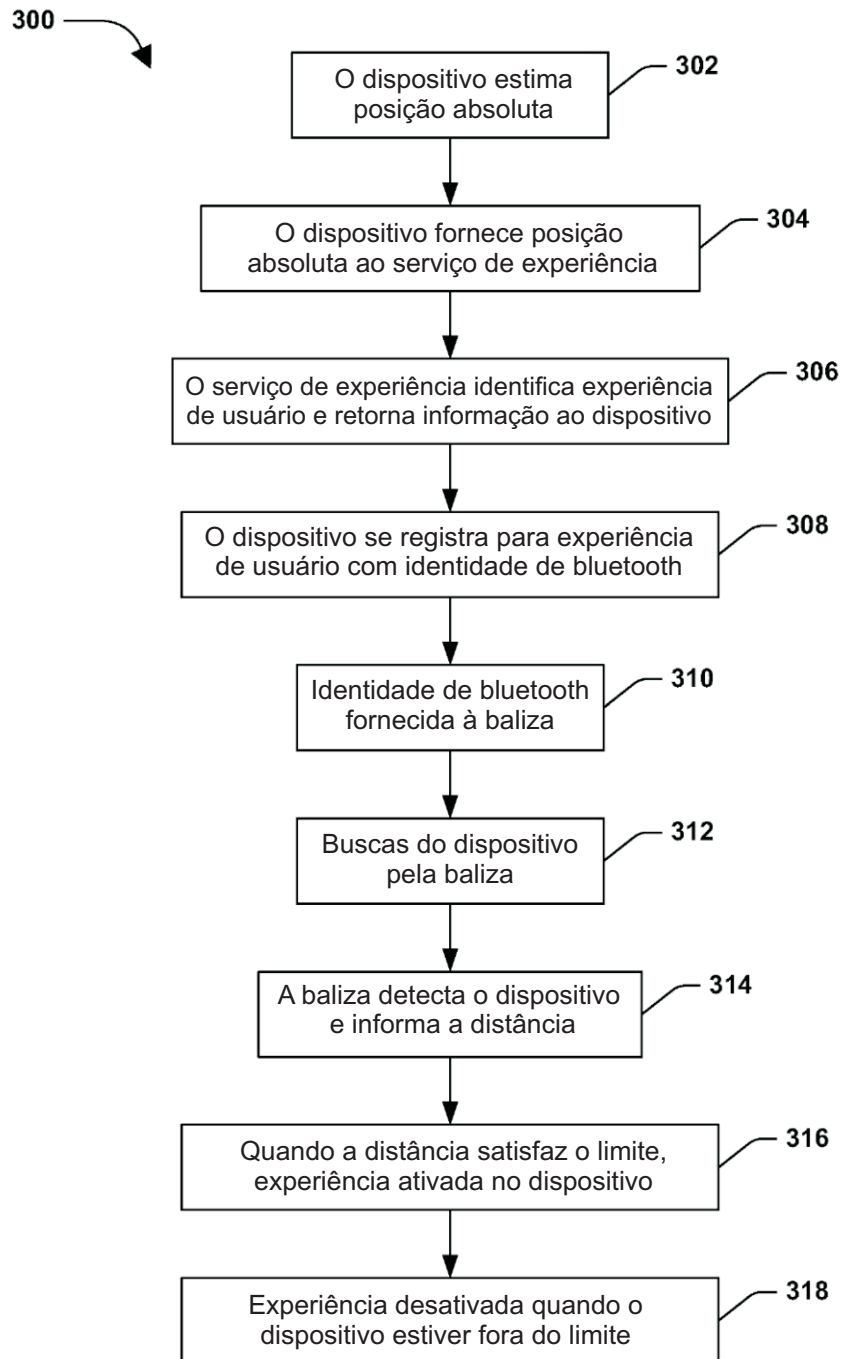 300
O dispositivo estima
posição absoluta
302
O dispositivo fornece posição
absoluta ao serviço de experiência
304
O serviço de experiência identifica experiência
de usuário e retorna informação ao dispositivo
306
O dispositivo se registra para experiência
de usuário com identidade de bluetooth
308
Identidade de bluetooth
fornecida à baliza
310
Buscas do dispositivo
pela baliza
312
A baliza detecta o dispositivo
e informa a distância
314
Quando a distância satisfaz o limite,
experiência ativada no dispositivo
316
Experiência desativada quando o
dispositivo estiver fora do limite
318